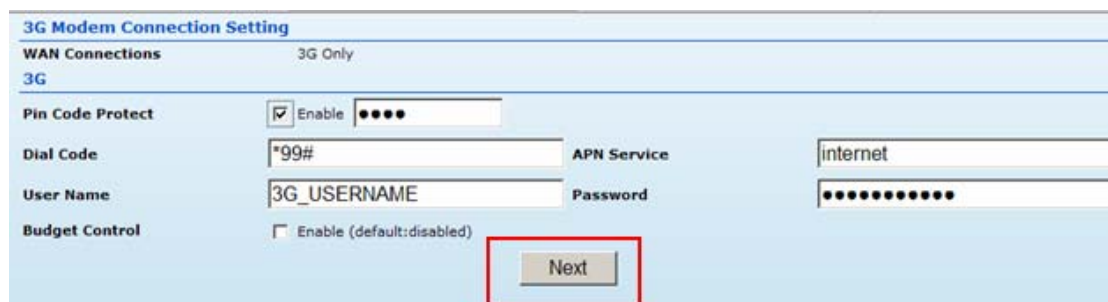 3G Modem Connection Setting
WAN Connections 3G Only
3G
Pin Code Protect Enable ●●●●
Dial Code *99# APN Service internet
User Name 3G_USERNAME Password ●●●●●●●●●●●
Budget Control Enable (default:disabled)
Next